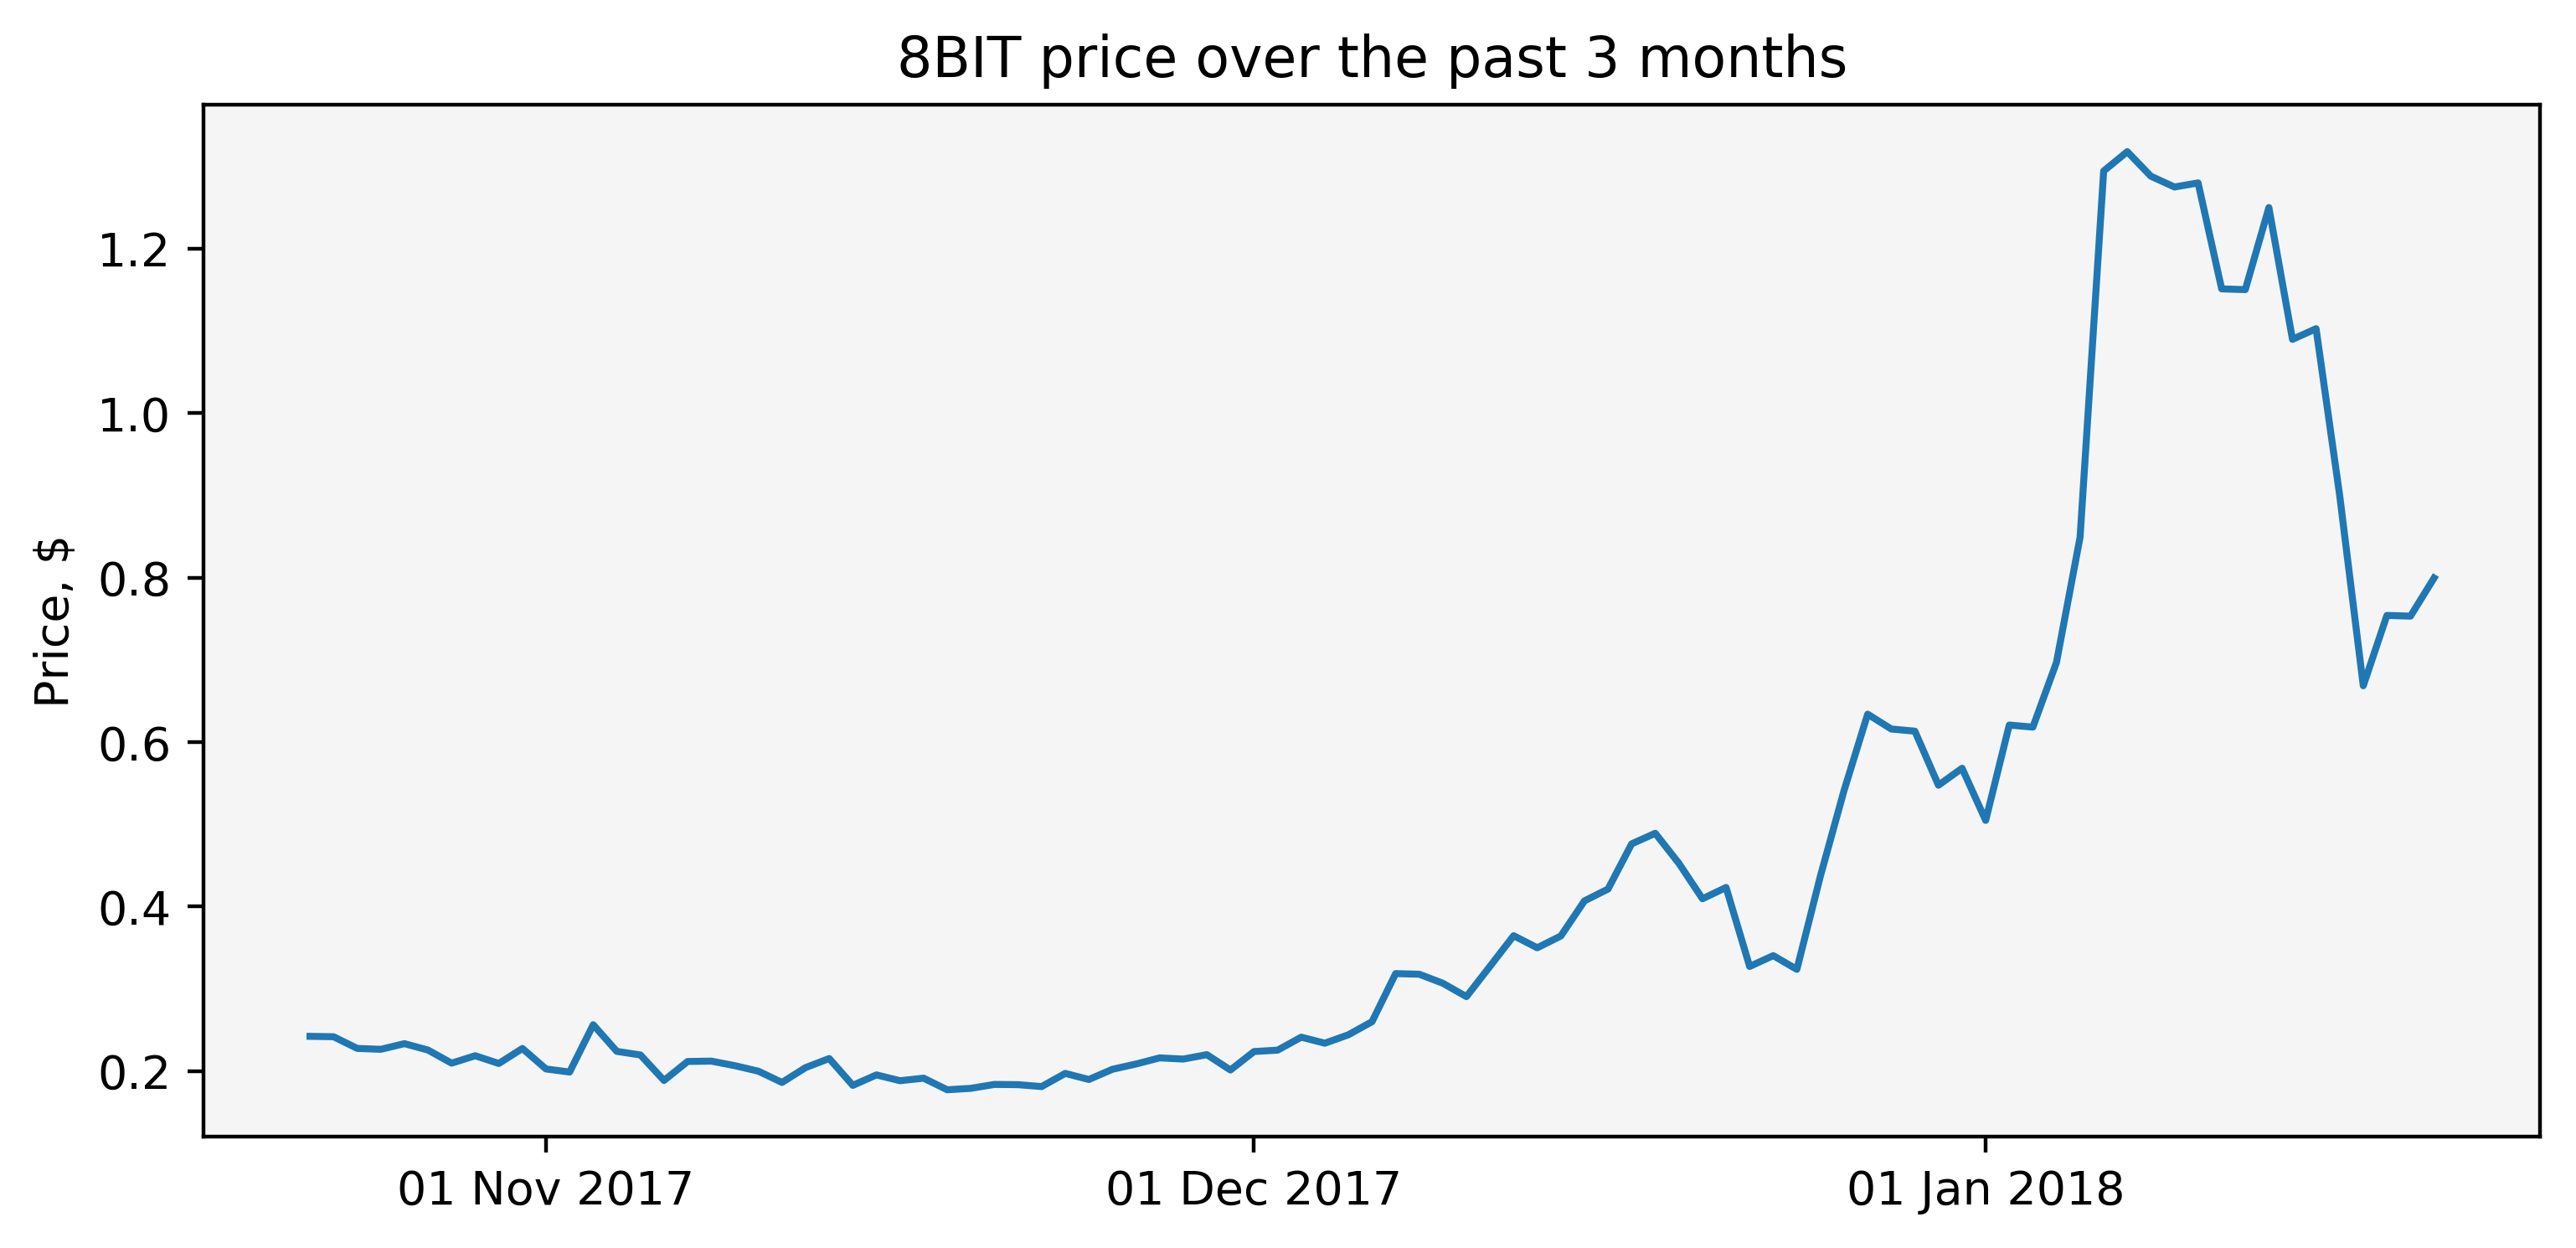 8BIT price over the past 3 months
Price, $
1.2
1.0
0.8
0.6
0.4
0.2
01 Nov 2017
01 Dec 2017
01 Jan 2018